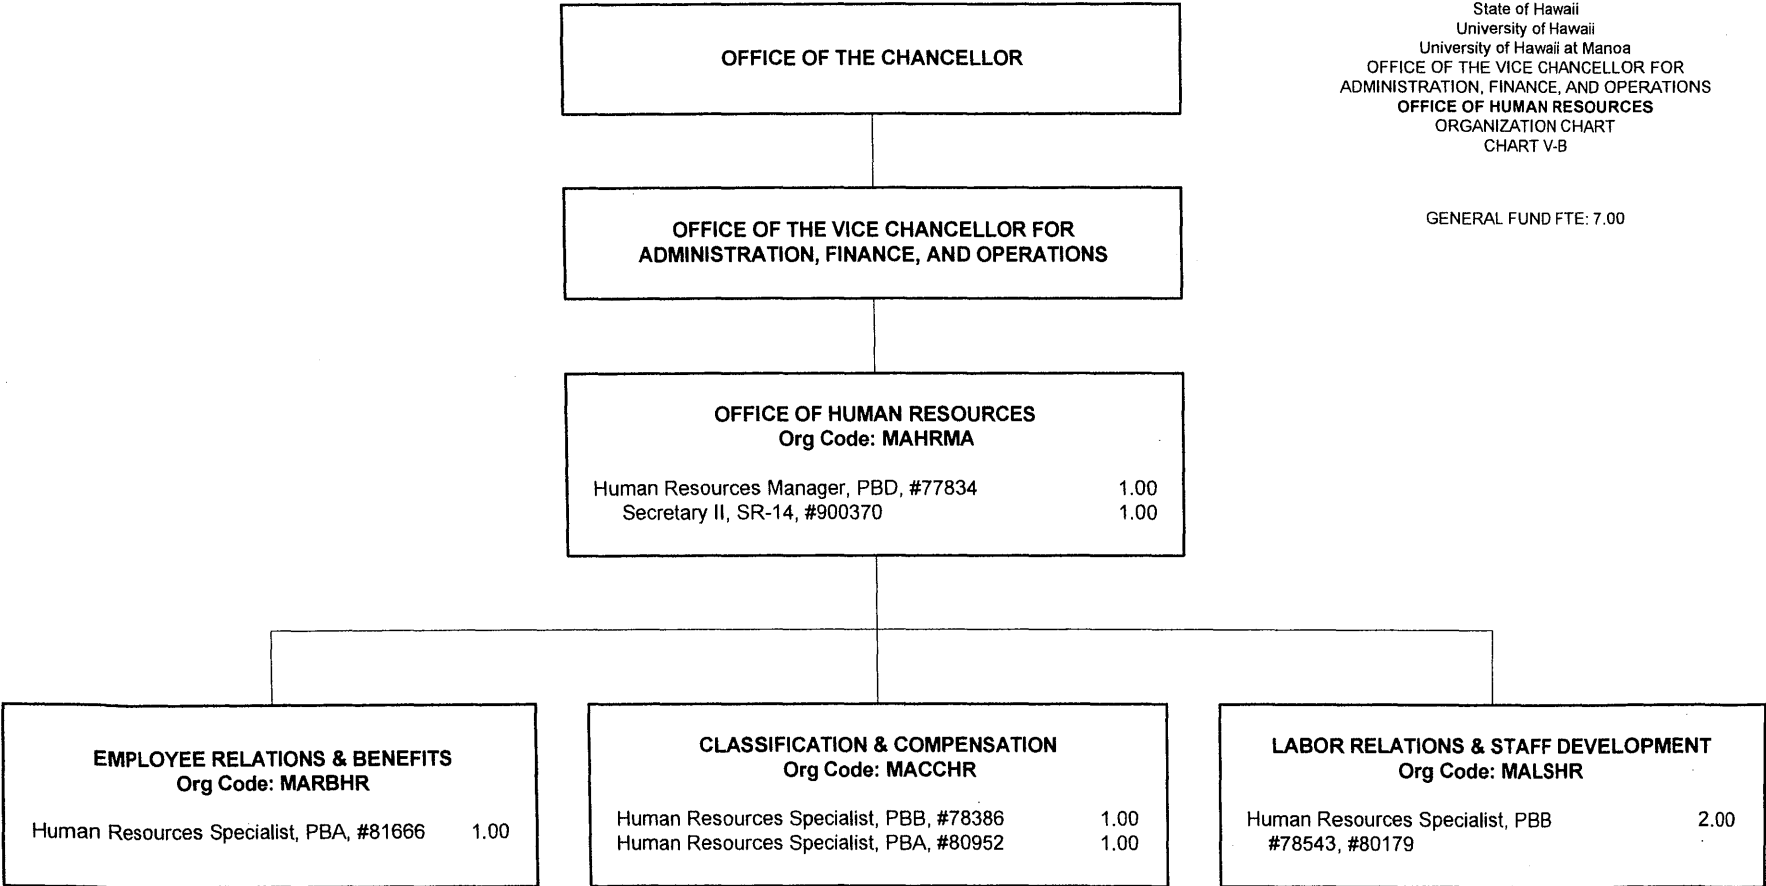 State of Hawaii
University of Hawaii
University of Hawaii at Manoa
OFFICE OF THE VICE CHANCELLOR FOR
ADMINISTRATION, FINANCE, AND OPERATIONS
OFFICE OF HUMAN RESOURCES
ORGANIZATION CHART
CHART V-B
GENERAL FUND FTE: 7.00
OFFICE OF THE CHANCELLOR
OFFICE OF THE VICE CHANCELLOR FOR
ADMINISTRATION, FINANCE, AND OPERATIONS
OFFICE OF HUMAN RESOURCES
Org Code: MAHRMA
Human Resources Manager, PBD, #77834 1.00
Secretary II, SR-14, #900370 1.00
EMPLOYEE RELATIONS & BENEFITS
Org Code: MARBHR
Human Resources Specialist, PBA, #81666 1.00
CLASSIFICATION & COMPENSATION
Org Code: MACCHR
Human Resources Specialist, PBB, #78386 1.00
Human Resources Specialist, PBA, #80952 1.00
LABOR RELATIONS & STAFF DEVELOPMENT
Org Code: MALSHR
Human Resources Specialist, PBB 2.00
#78543, #80179